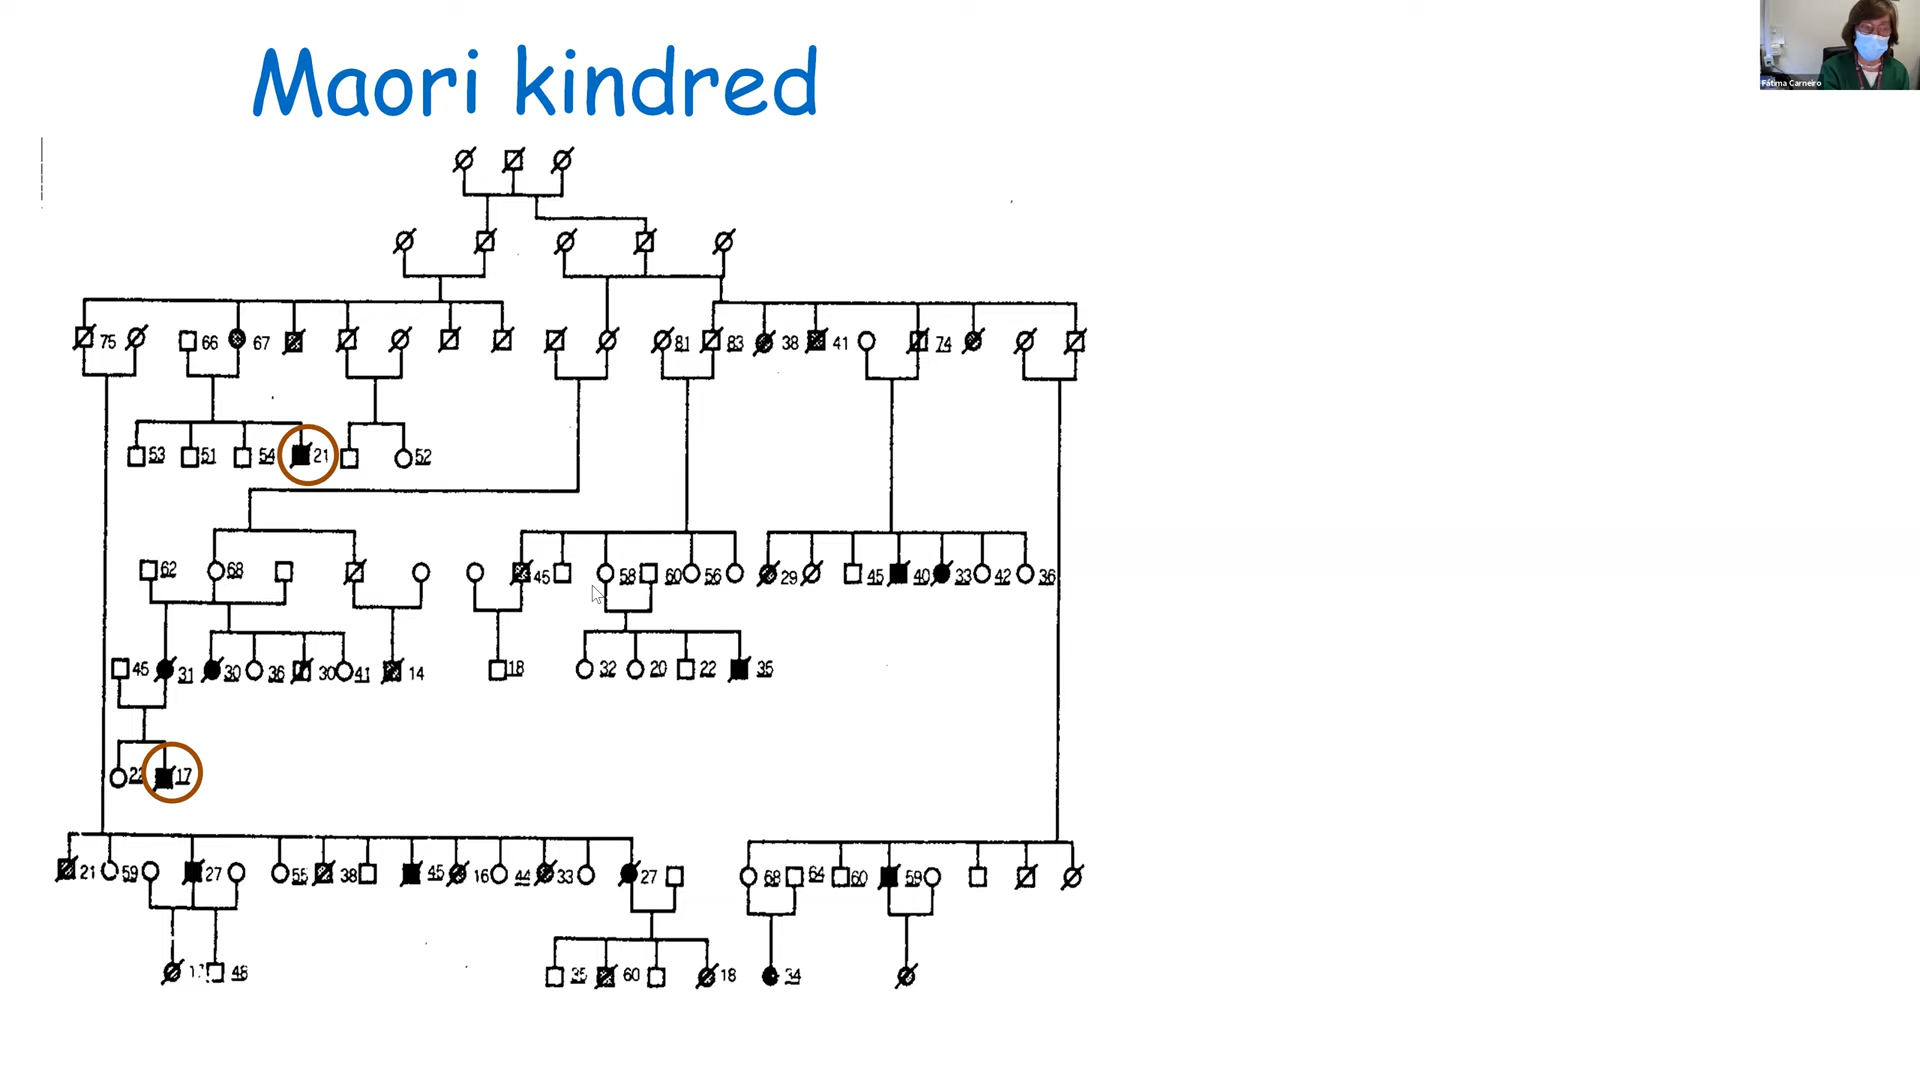 Maori kindred
Fátima Carneiro
75 66 67 81 83 38 41 74
53 51 54 21 52
62 68 45 58 60 56 29 45 40 33 42 36
45 31 30 36 30 41 14 18 32 20 22 35
22 17
21 59 27 55 38 45 16 44 33 27 68 64 60 59
48 35 60 18 34